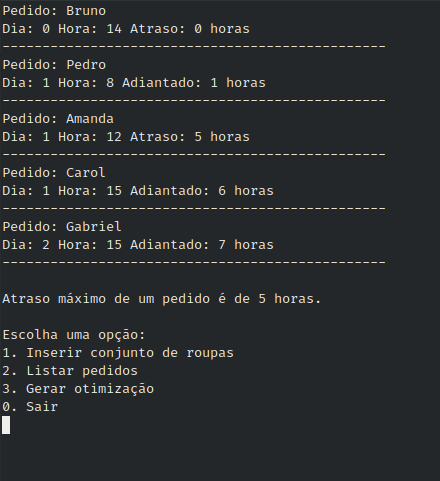 Pedido: Bruno
Dia: 0 Hora: 14 Atraso: 0 horas
------------------------------------------------
Pedido: Pedro
Dia: 1 Hora: 8 Adiantado: 1 horas
------------------------------------------------
Pedido: Amanda
Dia: 1 Hora: 12 Atraso: 5 horas
------------------------------------------------
Pedido: Carol
Dia: 1 Hora: 15 Adiantado: 6 horas
------------------------------------------------
Pedido: Gabriel
Dia: 2 Hora: 15 Adiantado: 7 horas
------------------------------------------------
Atraso máximo de um pedido é de 5 horas.
Escolha uma opção:
1. Inserir conjunto de roupas
2. Listar pedidos
3. Gerar otimização
0. Sair